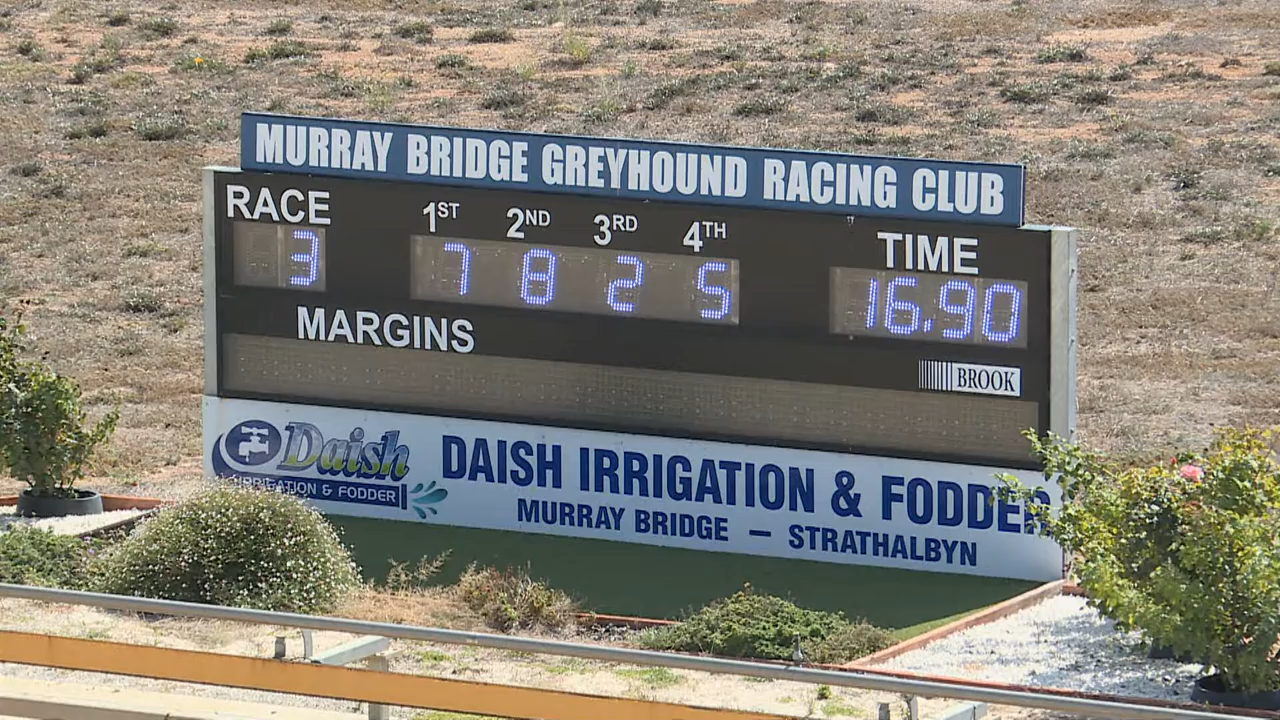 MURRAY BRIDGE GREYHOUND RACING CLUB
RACE 1ST 2ND 3RD 4TH TIME
3 7 8 2 5 16.90
MARGINS
BROOK
Daish
IRRIGATION & FODDER
DAISH IRRIGATION & FODDER
MURRAY BRIDGE — STRATHALBYN